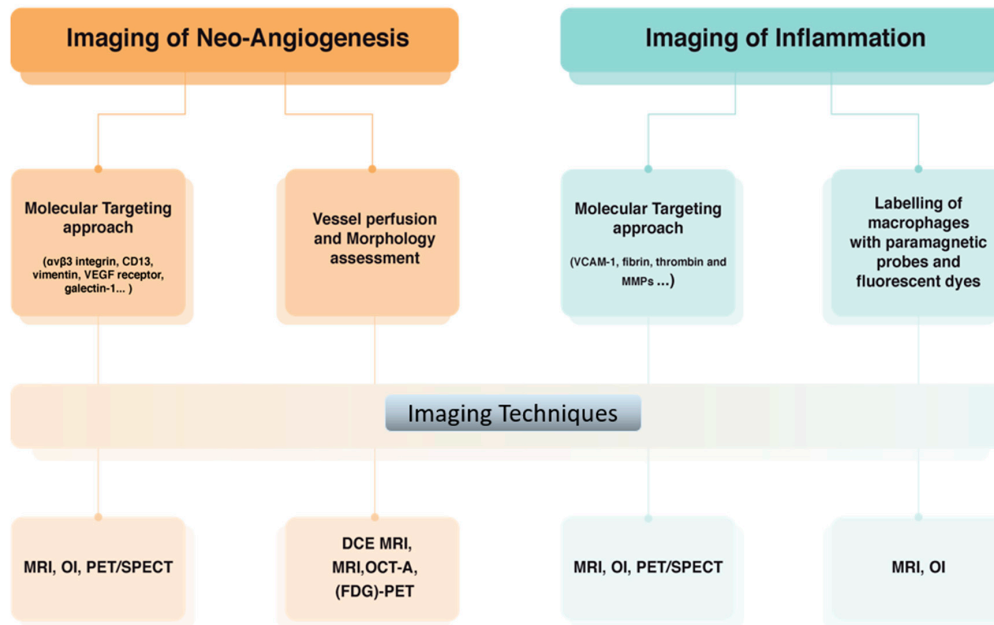 Imaging of Neo-Angiogenesis
Imaging of Inflammation
Molecular Targeting
approach
(αvβ3 integrin, CD13,
vimentin, VEGF receptor,
galectin-1... )
Vessel perfusion
and Morphology
assessment
Molecular Targeting
approach
(VCAM-1, fibrin, thrombin and
MMPs ...)
Labelling of
macrophages
with paramagnetic
probes and
fluorescent dyes
Imaging Techniques
MRI, OI, PET/SPECT
DCE MRI,
MRI,OCT-A,
(FDG)-PET
MRI, OI, PET/SPECT
MRI, OI